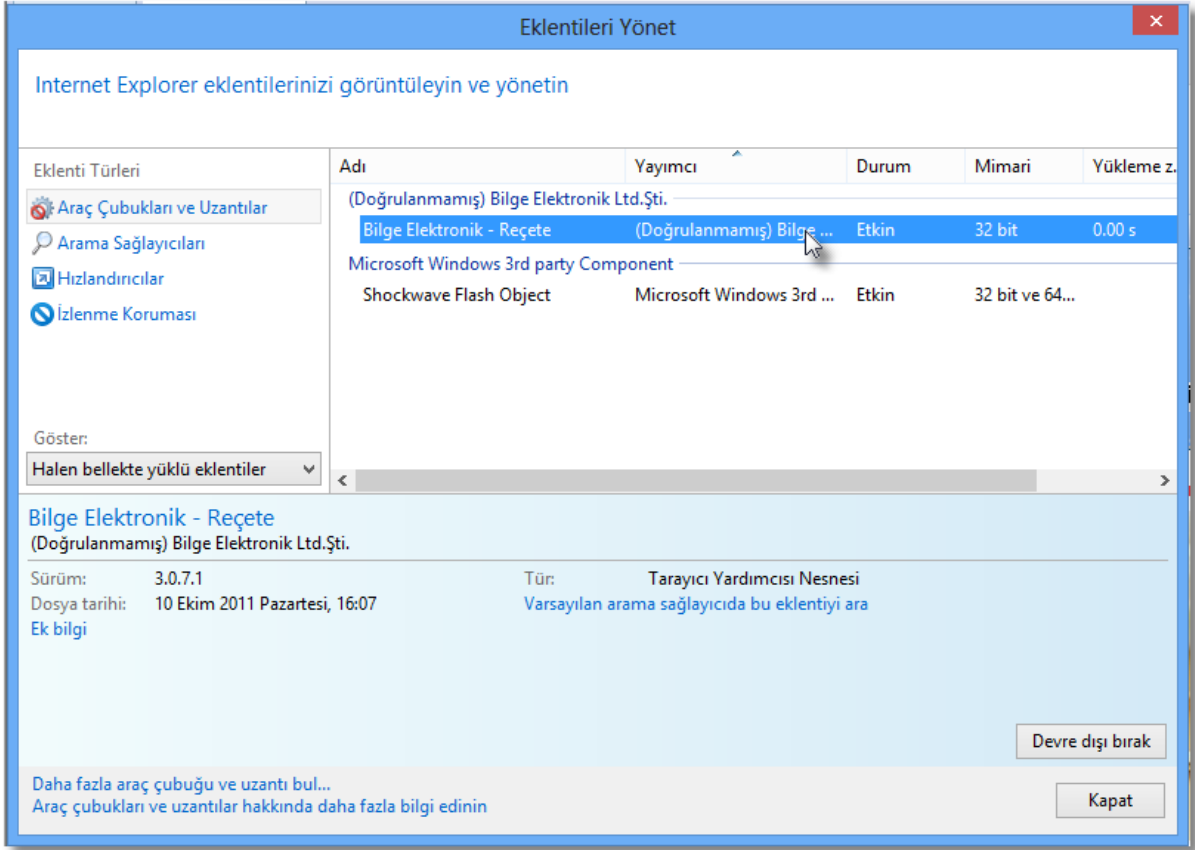 Eklentileri Yönet
Internet Explorer eklentilerinizi görüntüleyin ve yönetin
Eklenti Türleri
Araç Çubukları ve Uzantılar
Arama Sağlayıcıları
Hızlandırıcılar
İzlenme Koruması
Göster:
Halen bellekte yüklü eklentiler
Adı Yayımcı Durum Mimari Yükleme z...
(Doğrulanmamış) Bilge Elektronik Ltd.Şti.
Bilge Elektronik - Reçete (Doğrulanmamış) Bilge ... Etkin 32 bit 0.00 s
Microsoft Windows 3rd party Component
Shockwave Flash Object Microsoft Windows 3rd ... Etkin 32 bit ve 64...
Bilge Elektronik - Reçete
(Doğrulanmamış) Bilge Elektronik Ltd.Şti.
Sürüm: 3.0.7.1 Tür: Tarayıcı Yardımcısı Nesnesi
Dosya tarihi: 10 Ekim 2011 Pazartesi, 16:07 Varsayılan arama sağlayıcıda bu eklentiyi ara
Ek bilgi
Devre dışı bırak
Daha fazla araç çubuğu ve uzantı bul...
Araç çubukları ve uzantılar hakkında daha fazla bilgi edinin
Kapat